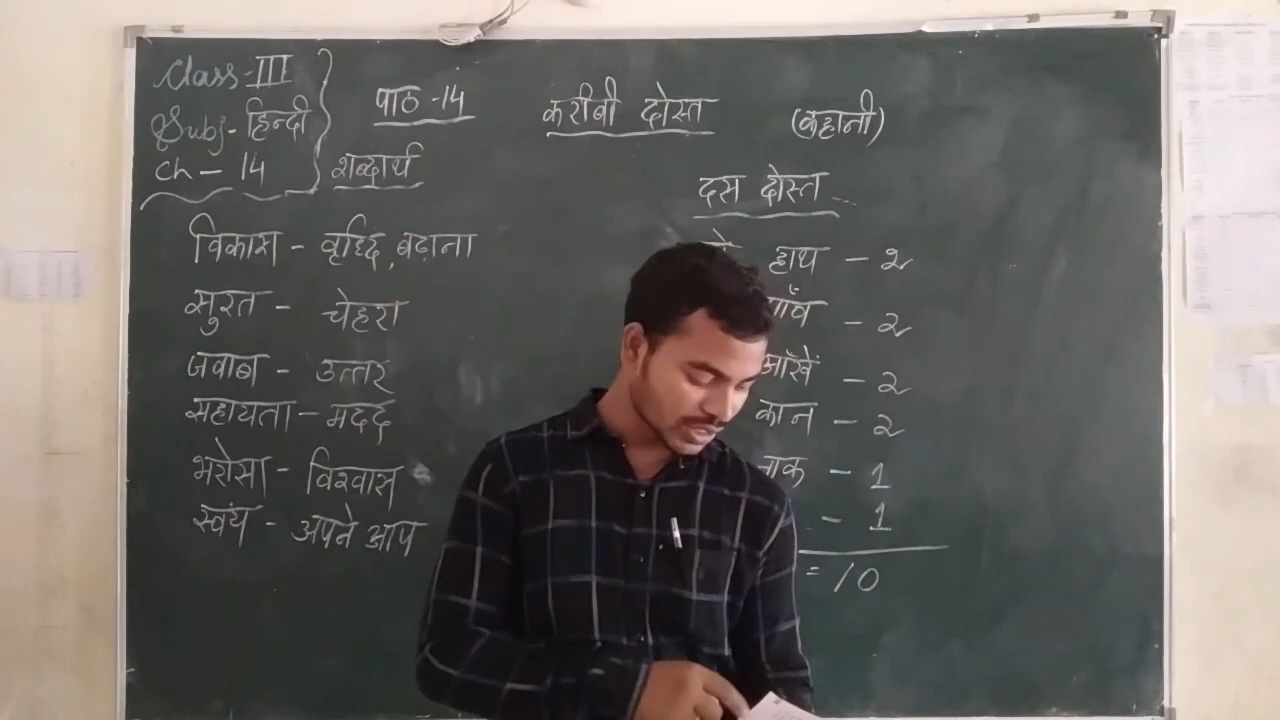 Class-III
Subj-हिन्दी
Ch-14
पाठ-14
करीबी दोस्त
(कहानी)
शब्दार्थ
विकास - वृध्दि, बढ़ाना
सुरत - चेहरा
जवाब - उत्तर
सहायता - मदद
भरोसा - विश्वास
स्वयं - अपने आप
दस दोस्त
हाथ - 2
- 2
आँखें - 2
कान - 2
नाक - 1
- 1
= 10